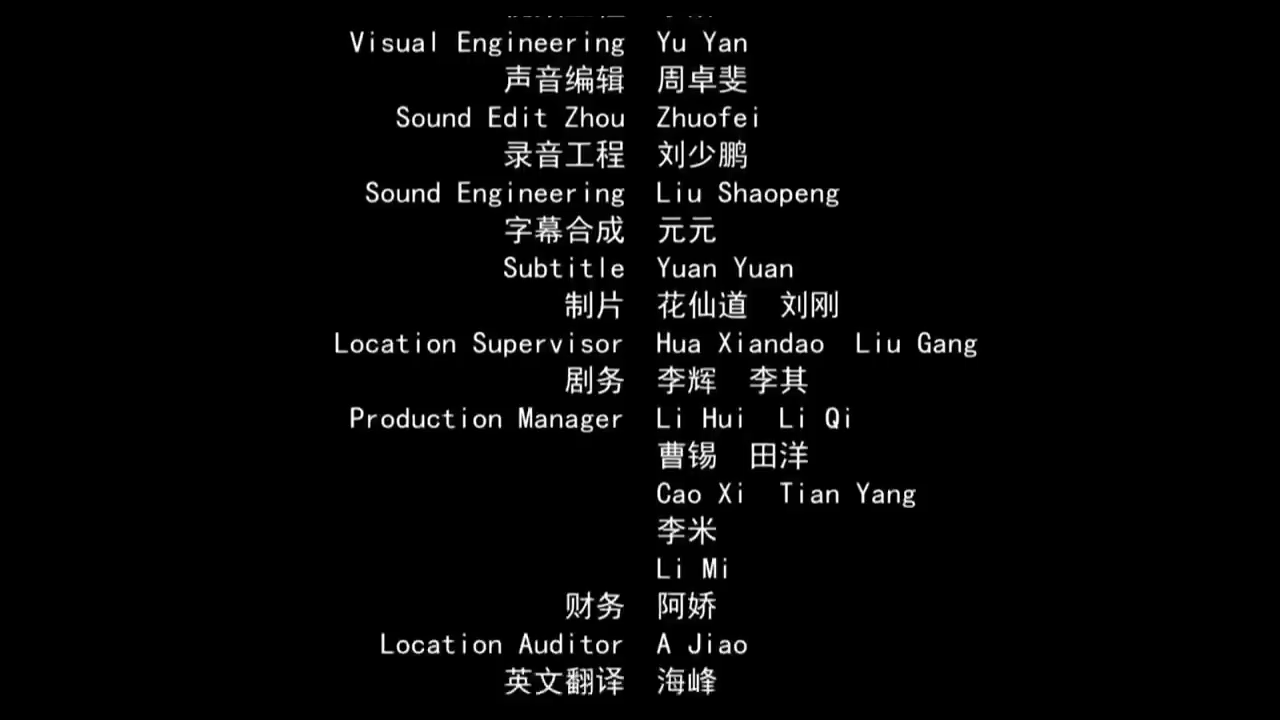 Visual Engineering Yu Yan
声音编辑 周卓斐
Sound Edit Zhou Zhuofei
录音工程 刘少鹏
Sound Engineering Liu Shaopeng
字幕合成 元元
Subtitle Yuan Yuan
制片 花仙道 刘刚
Location Supervisor Hua Xiandao Liu Gang
剧务 李辉 李其
Production Manager Li Hui Li Qi
曹锡 田洋
Cao Xi Tian Yang
李米
Li Mi
财务 阿娇
Location Auditor A Jiao
英文翻译 海峰